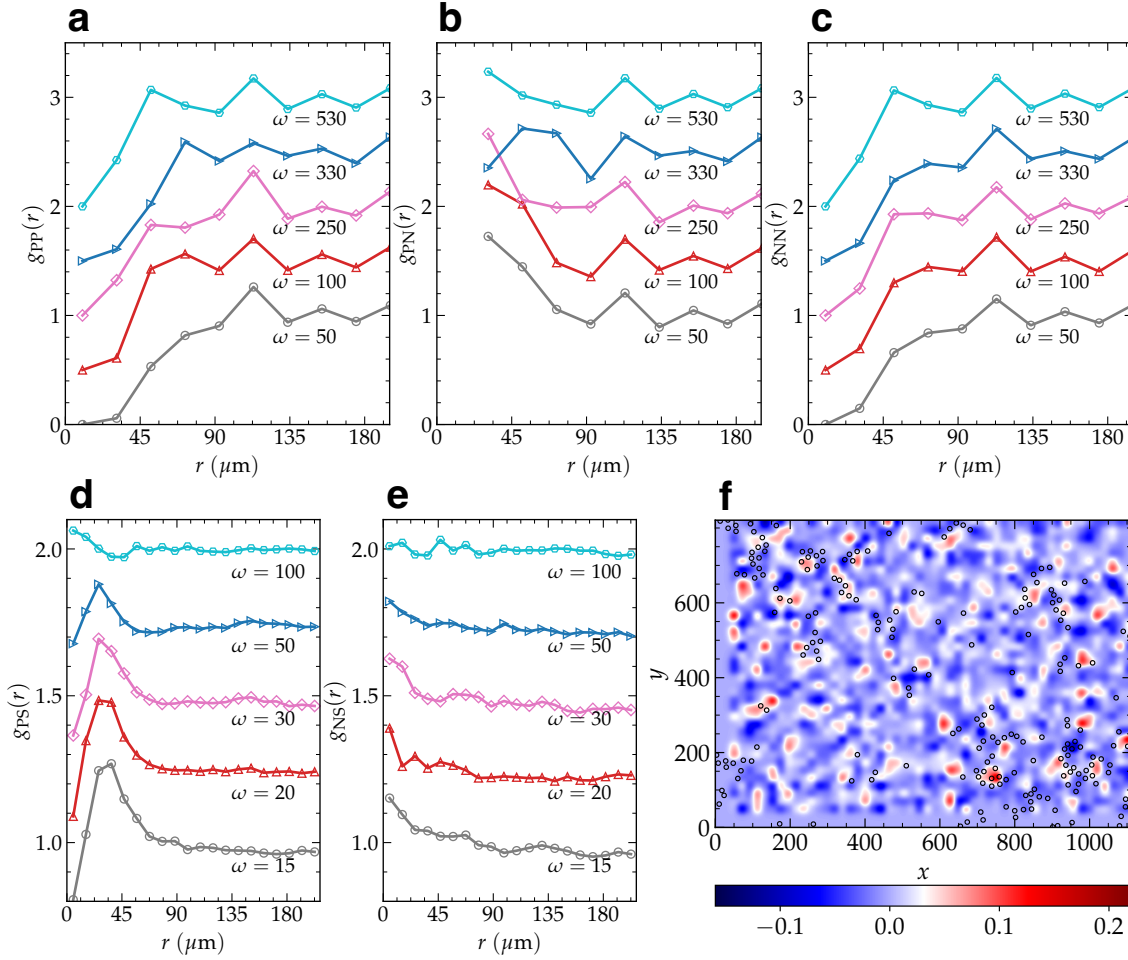 a
b
c
3
2
1
0
g_PP(r)
ω = 530
ω = 330
ω = 250
ω = 100
ω = 50
0 45 90 135 180
r (μm)
3
2
1
0
g_PN(r)
ω = 530
ω = 330
ω = 250
ω = 100
ω = 50
0 45 90 135 180
r (μm)
3
2
1
0
g_NN(r)
ω = 530
ω = 330
ω = 250
ω = 100
ω = 50
0 45 90 135 180
r (μm)
d
e
f
2.0
1.5
1.0
g_PS(r)
ω = 100
ω = 50
ω = 30
ω = 20
ω = 15
0 45 90 135 180
r (μm)
2.0
1.5
1.0
g_NS(r)
ω = 100
ω = 50
ω = 30
ω = 20
ω = 15
0 45 90 135 180
r (μm)
600
400
200
0
y
0 200 400 600 800 1000
x
−0.1 0.0 0.1 0.2